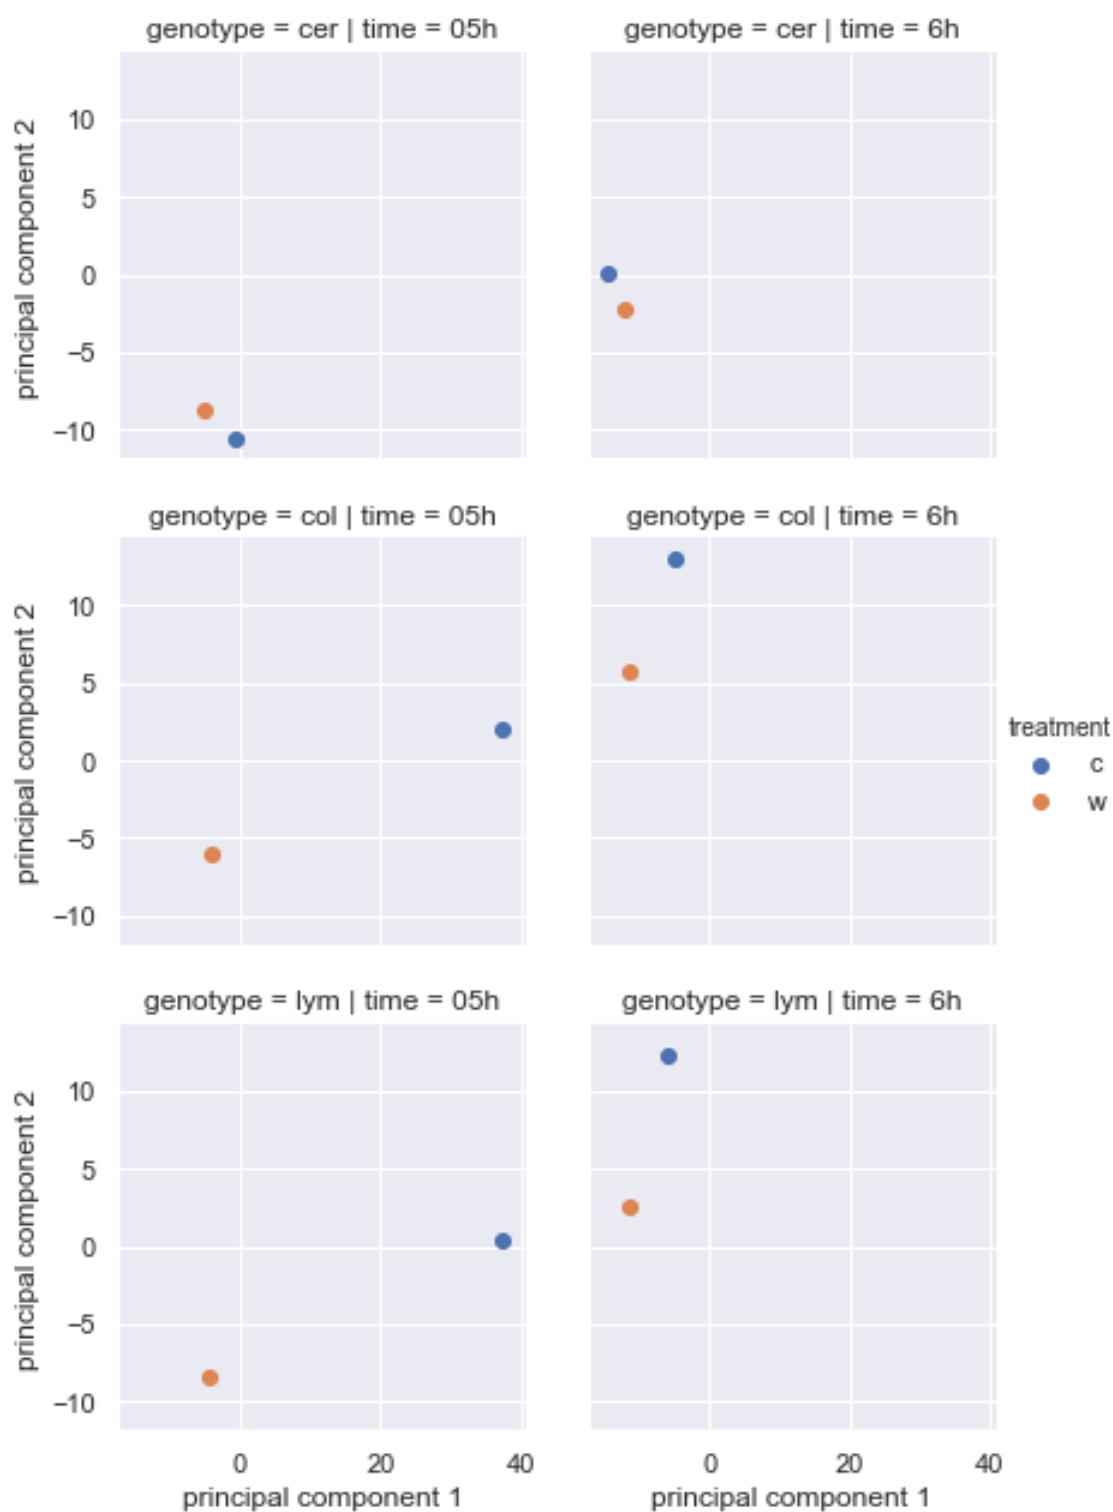 genotype = cer | time = 05h
genotype = cer | time = 6h
principal component 2
10
5
0
−5
−10
genotype = col | time = 05h
genotype = col | time = 6h
principal component 2
10
5
0
−5
−10
treatment
c
w
genotype = lym | time = 05h
genotype = lym | time = 6h
principal component 2
10
5
0
−5
−10
0 20 40
0 20 40
principal component 1
principal component 1